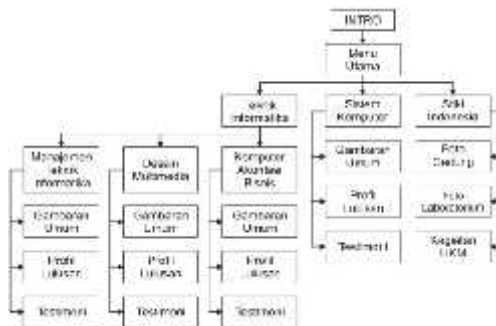 INTRO
Menu
Utama
Teknik
Informatika
Sistem
Komputer
Stiki
Indonesia
Gambaran
Umum
Foto
Gedung
Manajemen
Teknik
Informatika
Desain
Multimedia
Komputer
Akuntasi
Bisnis
Profil
Lulusan
Foto
Laboratorium
Gambaran
Umum
Gambaran
Umum
Gambaran
Umum
Testimoni
Kegiatan
UKM
Profil
Lulusan
Profil
Lulusan
Profil
Lulusan
Testimoni
Testimoni
Testimoni